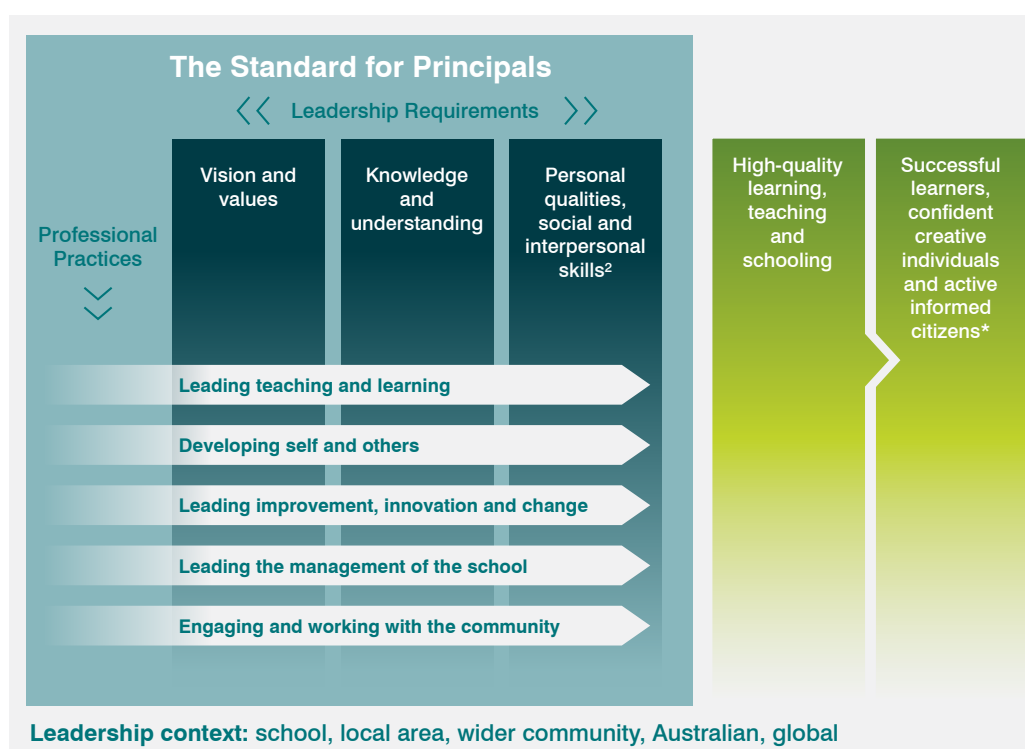 The Standard for Principals
Leadership Requirements
Professional
Practices
Vision and
values
Knowledge
and
understanding
Personal
qualities,
social and
interpersonal
skills²
Leading teaching and learning
Developing self and others
Leading improvement, innovation and change
Leading the management of the school
Engaging and working with the community
High-quality
learning,
teaching
and
schooling
Successful
learners,
confident
creative
individuals
and active
informed
citizens*
Leadership context: school, local area, wider community, Australian, global